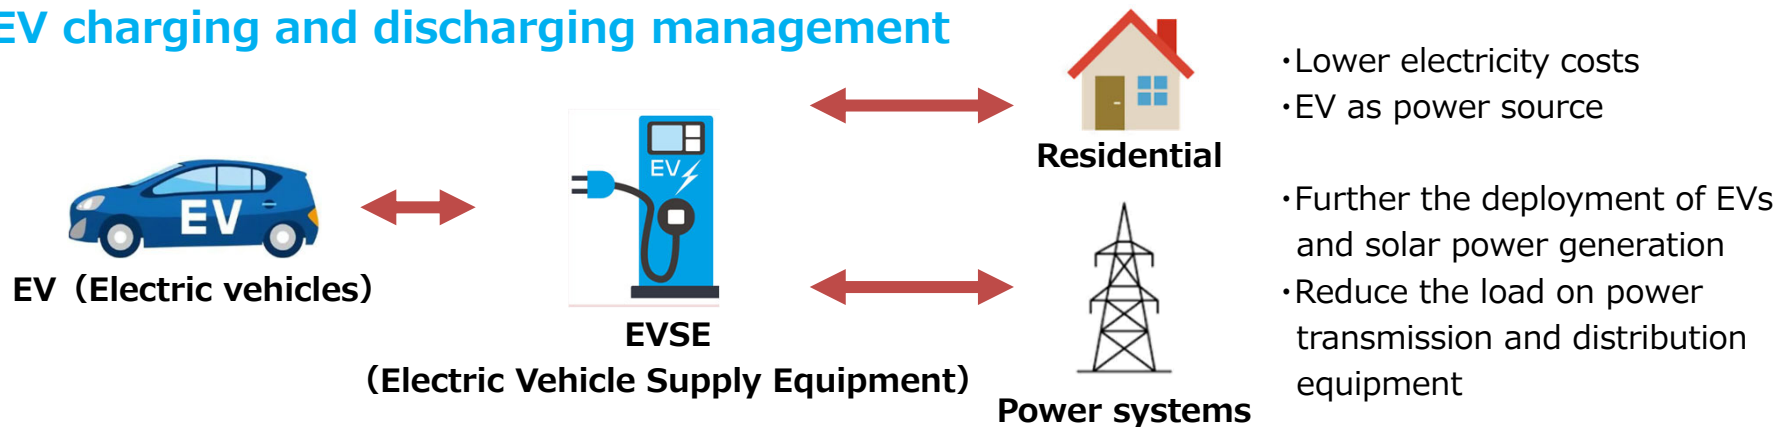 EV charging and discharging management
EV
EV（Electric vehicles）
EV
EVSE
（Electric Vehicle Supply Equipment）
Residential
・Lower electricity costs
・EV as power source
Power systems
・Further the deployment of EVs
and solar power generation
・Reduce the load on power
transmission and distribution
equipment